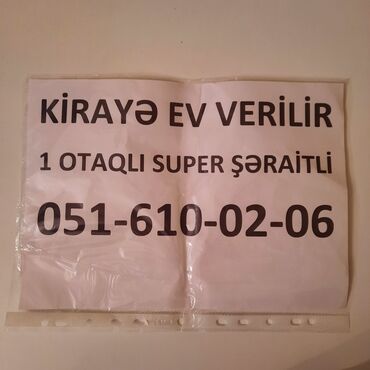 KİRAYƏ EV VERİLİR
1 OTAQLI SUPER ŞƏRAİTLİ
051-610-02-06